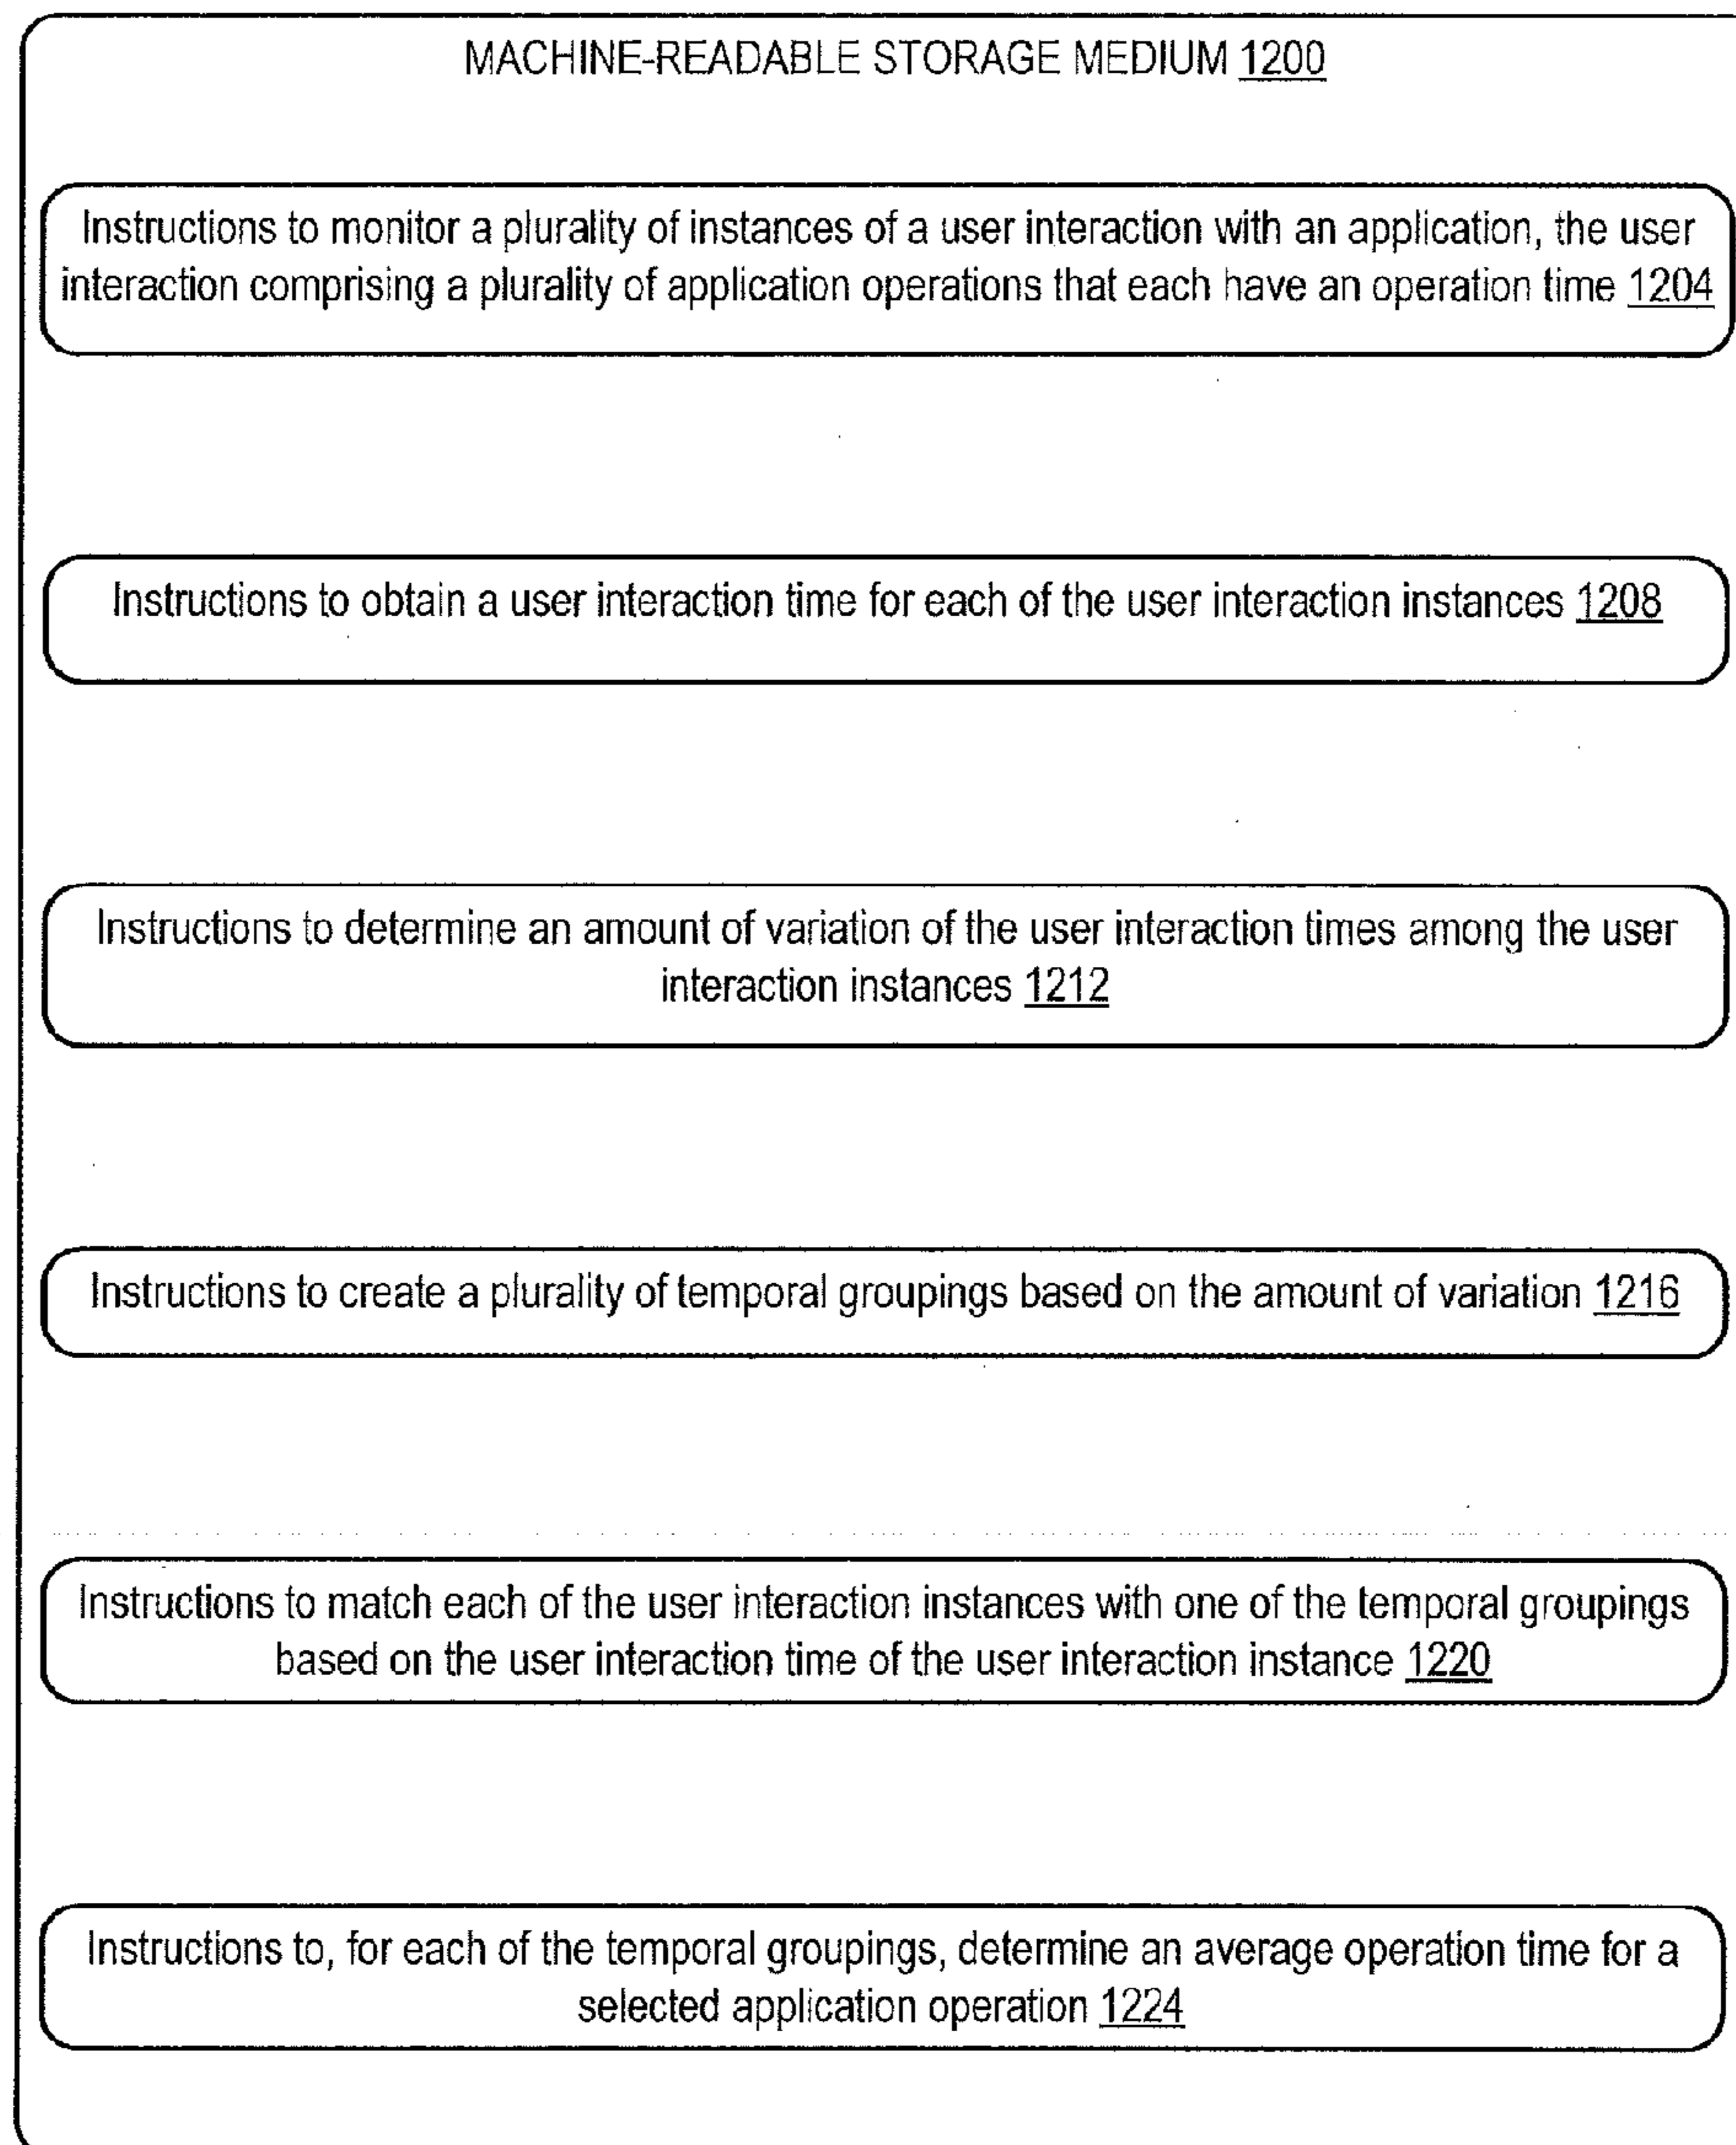 MACHINE-READABLE STORAGE MEDIUM 1200
Instructions to monitor a plurality of instances of a user interaction with an application, the user
interaction comprising a plurality of application operations that each have an operation time 1204
Instructions to obtain a user interaction time for each of the user interaction instances 1208
Instructions to determine an amount of variation of the user interaction times among the user
interaction instances 1212
Instructions to create a plurality of temporal groupings based on the amount of variation 1216
Instructions to match each of the user interaction instances with one of the temporal groupings
based on the user interaction time of the user interaction instance 1220
Instructions to, for each of the temporal groupings, determine an average operation time for a
selected application operation 1224